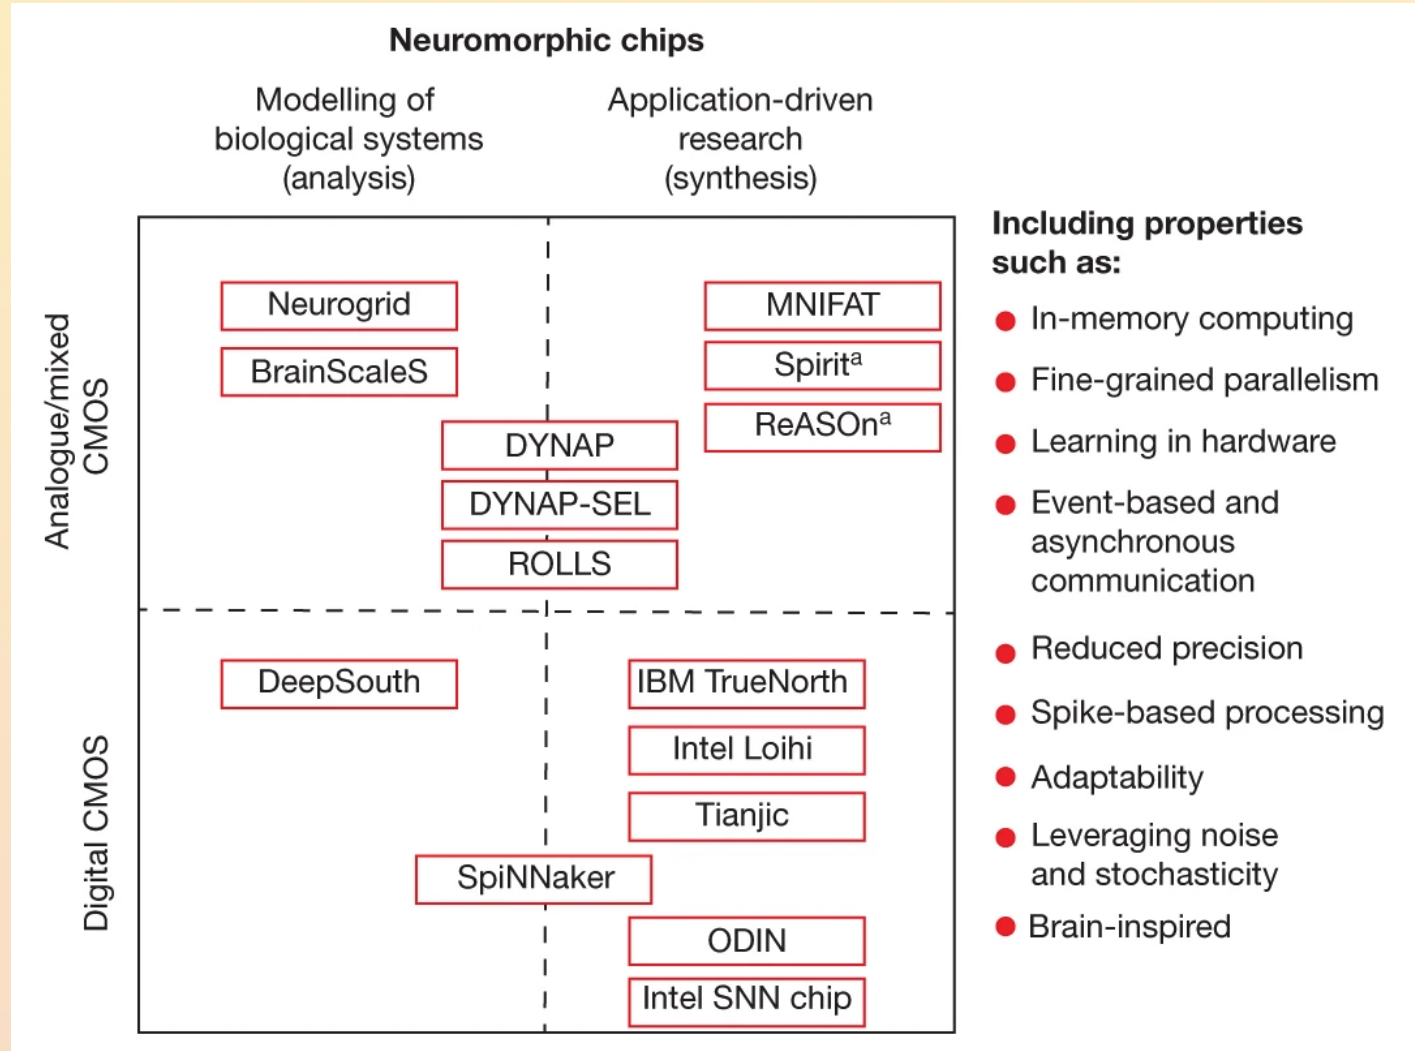 Neuromorphic chips
Modelling of
biological systems
(analysis)
Application-driven
research
(synthesis)
Analogue/mixed
CMOS
Neurogrid
BrainScaleS
MNIFAT
Spiritᵃ
ReASOnᵃ
DYNAP
DYNAP-SEL
ROLLS
Digital CMOS
DeepSouth
IBM TrueNorth
Intel Loihi
Tianjic
SpiNNaker
ODIN
Intel SNN chip
Including properties
such as:
In-memory computing
Fine-grained parallelism
Learning in hardware
Event-based and
asynchronous
communication
Reduced precision
Spike-based processing
Adaptability
Leveraging noise
and stochasticity
Brain-inspired